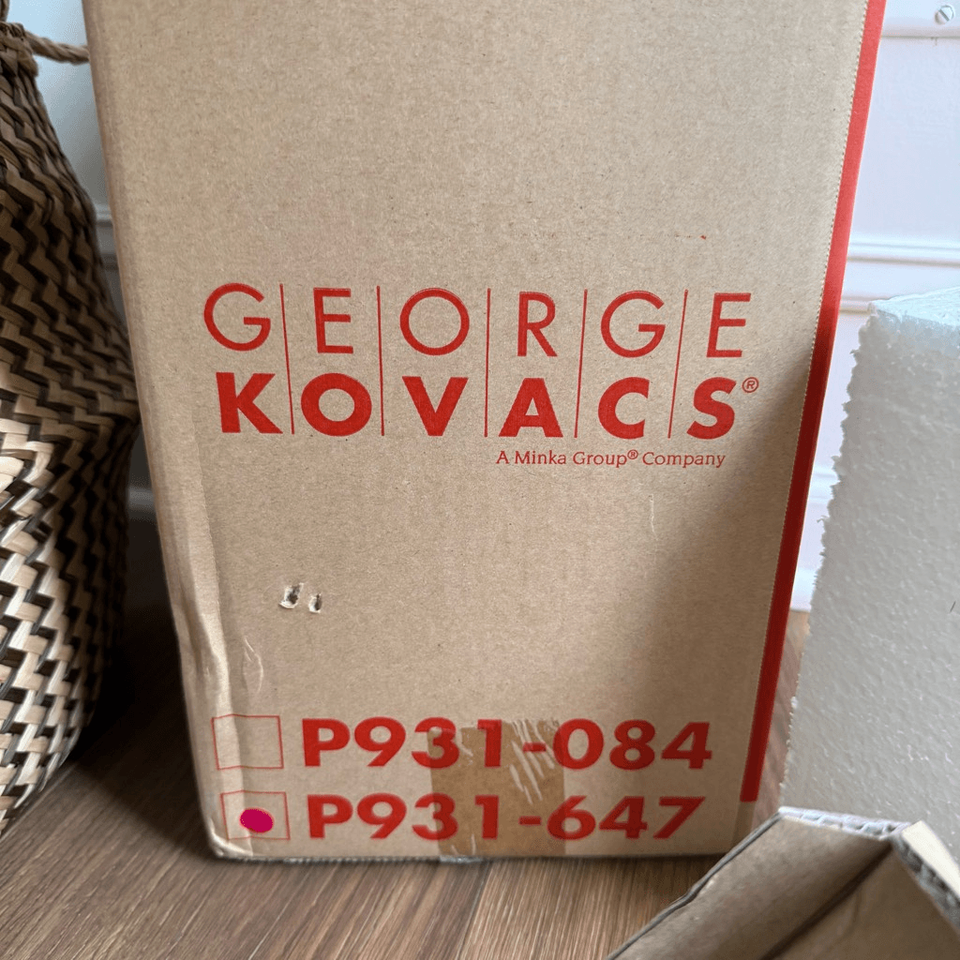 GEORGE
KOVACS®
A Minka Group® Company
P931-084
P931-647